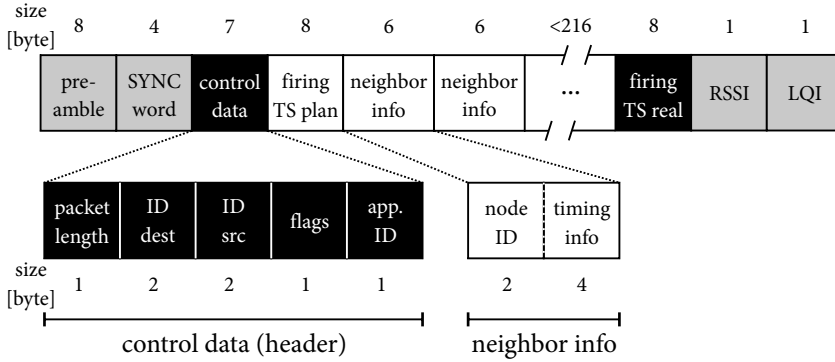 size
[byte]
8 4 7 8 6 6 <216 8 1 1
pre-
amble
SYNC
word
control
data
firing
TS plan
neighbor
info
neighbor
info
...
firing
TS real
RSSI
LQI
packet
length
ID
dest
ID
src
flags
app.
ID
node
ID
timing
info
size
[byte]
1 2 2 1 1 2 4
control data (header)
neighbor info